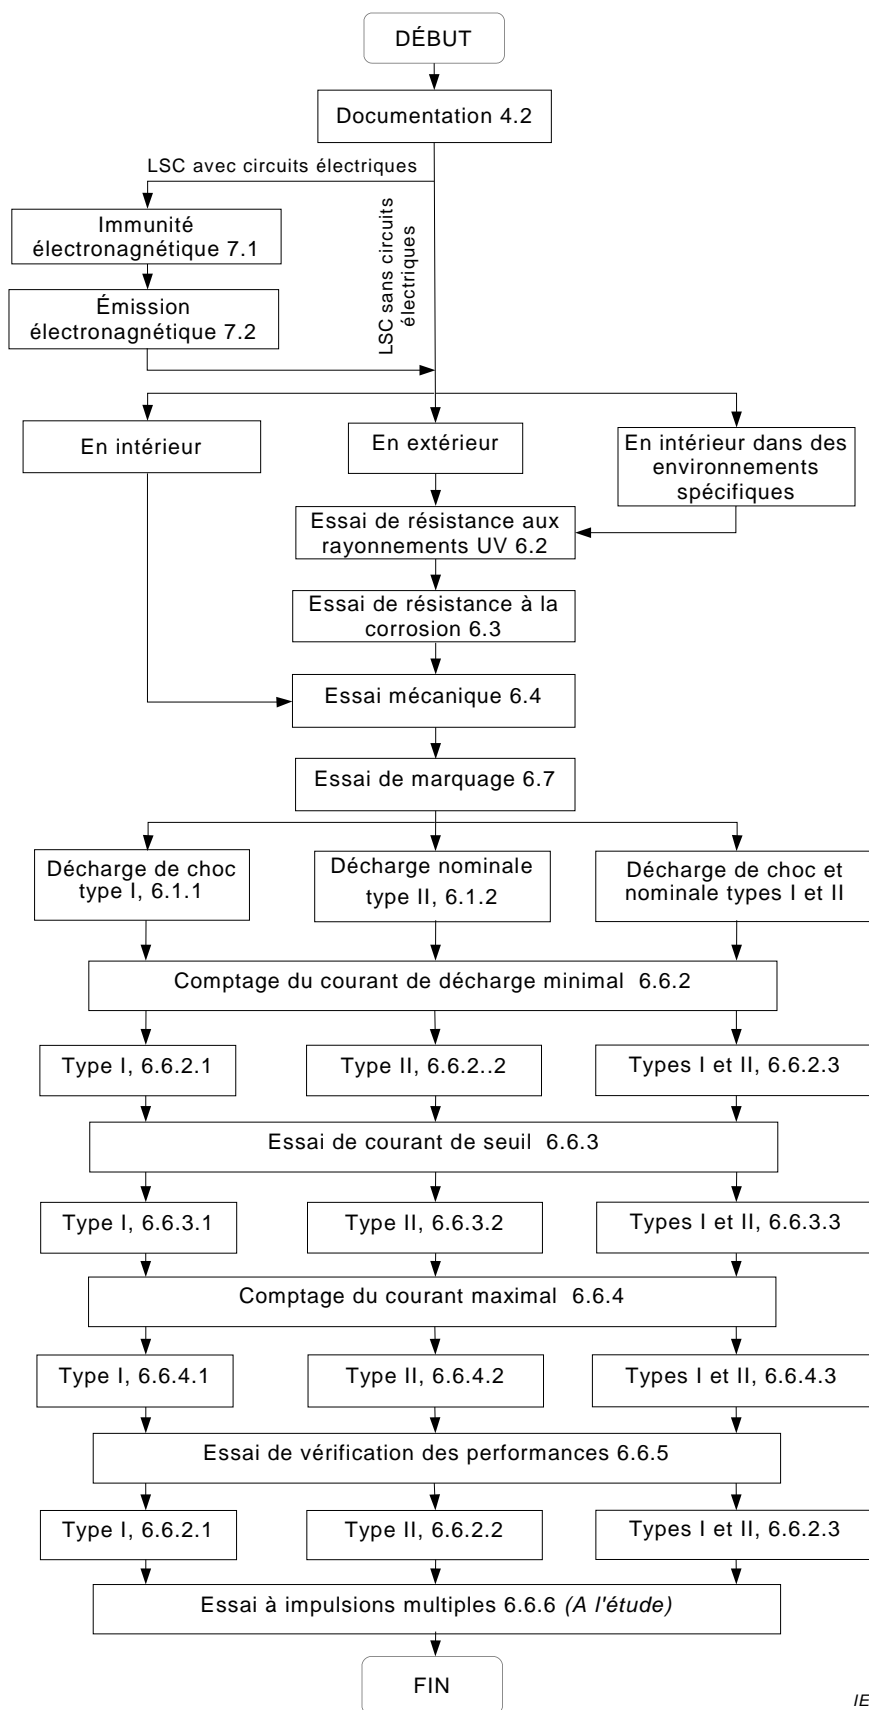 DÉBUT
Documentation 4.2
LSC avec circuits électriques
LSC sans circuits
électriques
Immunité
électronagnétique 7.1
Émission
électronagnétique 7.2
En intérieur
En extérieur
En intérieur dans des
environnements
spécifiques
Essai de résistance aux
rayonnements UV 6.2
Essai de résistance à la
corrosion 6.3
Essai mécanique 6.4
Essai de marquage 6.7
Décharge de choc
type I, 6.1.1
Décharge nominale
type II, 6.1.2
Décharge de choc et
nominale types I et II
Comptage du courant de décharge minimal 6.6.2
Type I, 6.6.2.1
Type II, 6.6.2..2
Types I et II, 6.6.2.3
Essai de courant de seuil 6.6.3
Type I, 6.6.3.1
Type II, 6.6.3.2
Types I et II, 6.6.3.3
Comptage du courant maximal 6.6.4
Type I, 6.6.4.1
Type II, 6.6.4.2
Types I et II, 6.6.4.3
Essai de vérification des performances 6.6.5
Type I, 6.6.2.1
Type II, 6.6.2.2
Types I et II, 6.6.2.3
Essai à impulsions multiples 6.6.6 (A l'étude)
FIN
IE